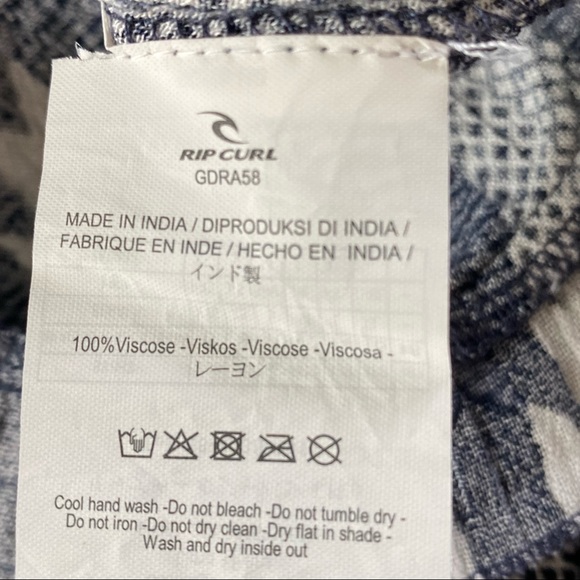 RIP CURL
GDRA58
MADE IN INDIA / DIPRODUKSI DI INDIA /
FABRIQUE EN INDE / HECHO EN INDIA /
インド製
100%Viscose -Viskos -Viscose -Viscosa -
レーヨン
Cool hand wash -Do not bleach -Do not tumble dry -
Do not iron -Do not dry clean -Dry flat in shade -
Wash and dry inside out